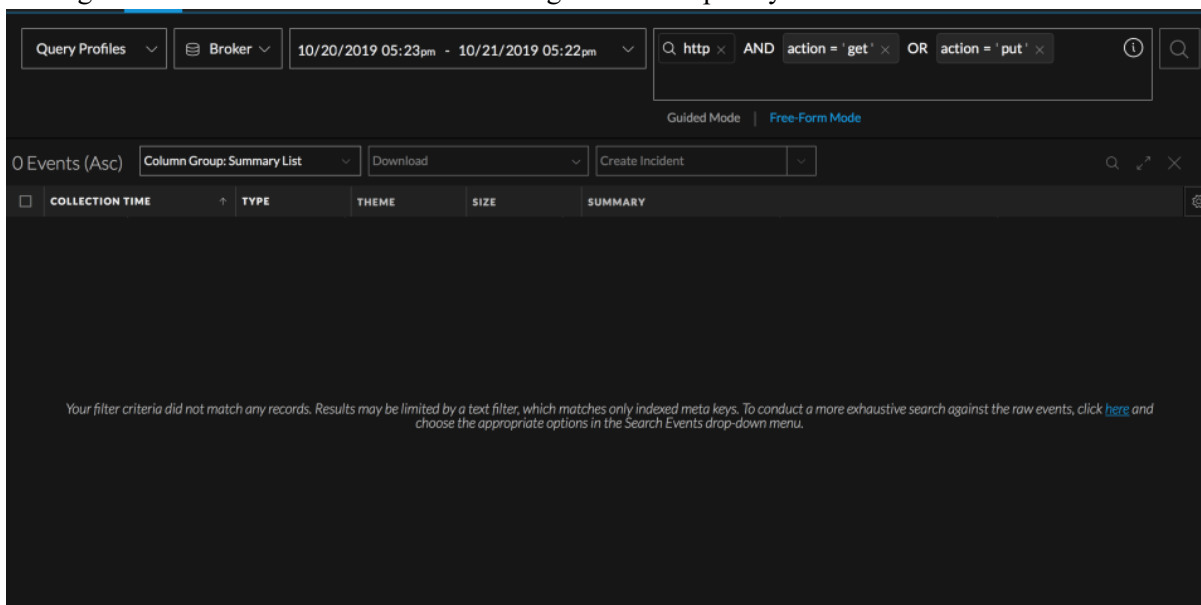 Query Profiles Broker 10/20/2019 05:23pm - 10/21/2019 05:22pm http AND action = 'get' OR action = 'put'
Guided Mode | Free-Form Mode
0 Events (Asc) Column Group: Summary List Download Create Incident
COLLECTION TIME TYPE THEME SIZE SUMMARY
Your filter criteria did not match any records. Results may be limited by a text filter, which matches only indexed meta keys. To conduct a more exhaustive search against the raw events, click here and
choose the appropriate options in the Search Events drop-down menu.